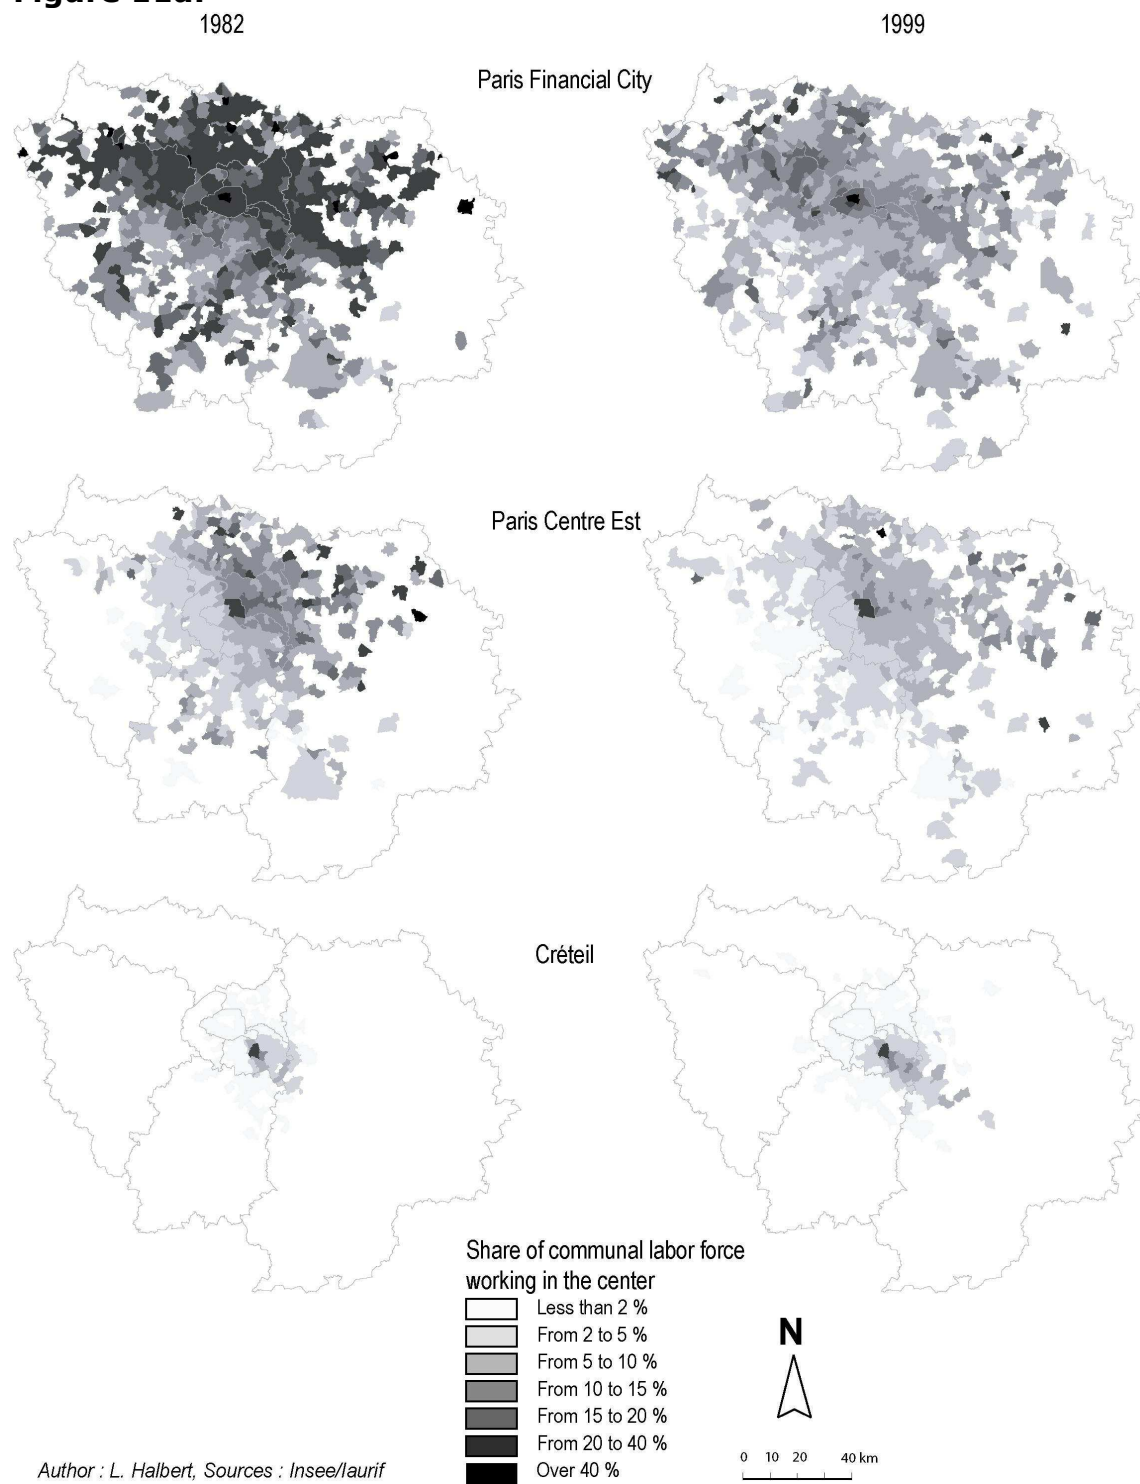 Figure 11a.
1982
1999
Paris Financial City
Paris Centre Est
Créteil
Share of communal labor force
working in the center
Less than 2 %
From 2 to 5 %
From 5 to 10 %
From 10 to 15 %
From 15 to 20 %
From 20 to 40 %
Over 40 %
N
0 10 20 40 km
Author : L. Halbert, Sources : Insee/Iaurif